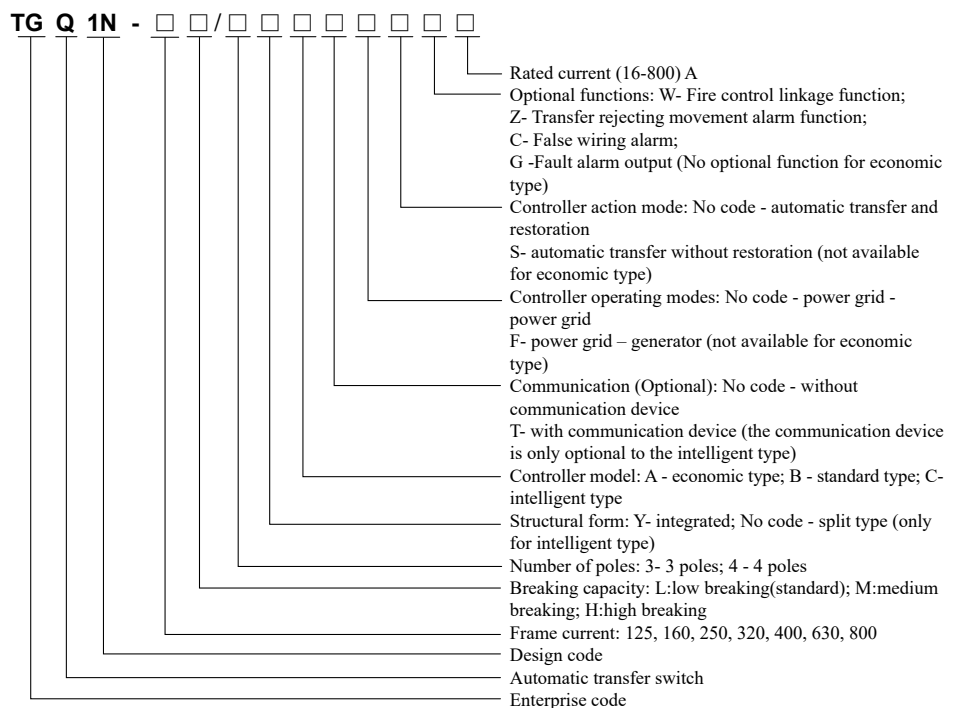 TG Q 1N - □ □ / □ □ □ □ □ □ □ □
Rated current (16-800) A
Optional functions: W- Fire control linkage function;
Z- Transfer rejecting movement alarm function;
C- False wiring alarm;
G -Fault alarm output (No optional function for economic
type)
Controller action mode: No code - automatic transfer and
restoration
S- automatic transfer without restoration (not available
for economic type)
Controller operating modes: No code - power grid -
power grid
F- power grid – generator (not available for economic
type)
Communication (Optional): No code - without
communication device
T- with communication device (the communication device
is only optional to the intelligent type)
Controller model: A - economic type; B - standard type; C-
intelligent type
Structural form: Y- integrated; No code - split type (only
for intelligent type)
Number of poles: 3- 3 poles; 4 - 4 poles
Breaking capacity: L:low breaking(standard); M:medium
breaking; H:high breaking
Frame current: 125, 160, 250, 320, 400, 630, 800
Design code
Automatic transfer switch
Enterprise code